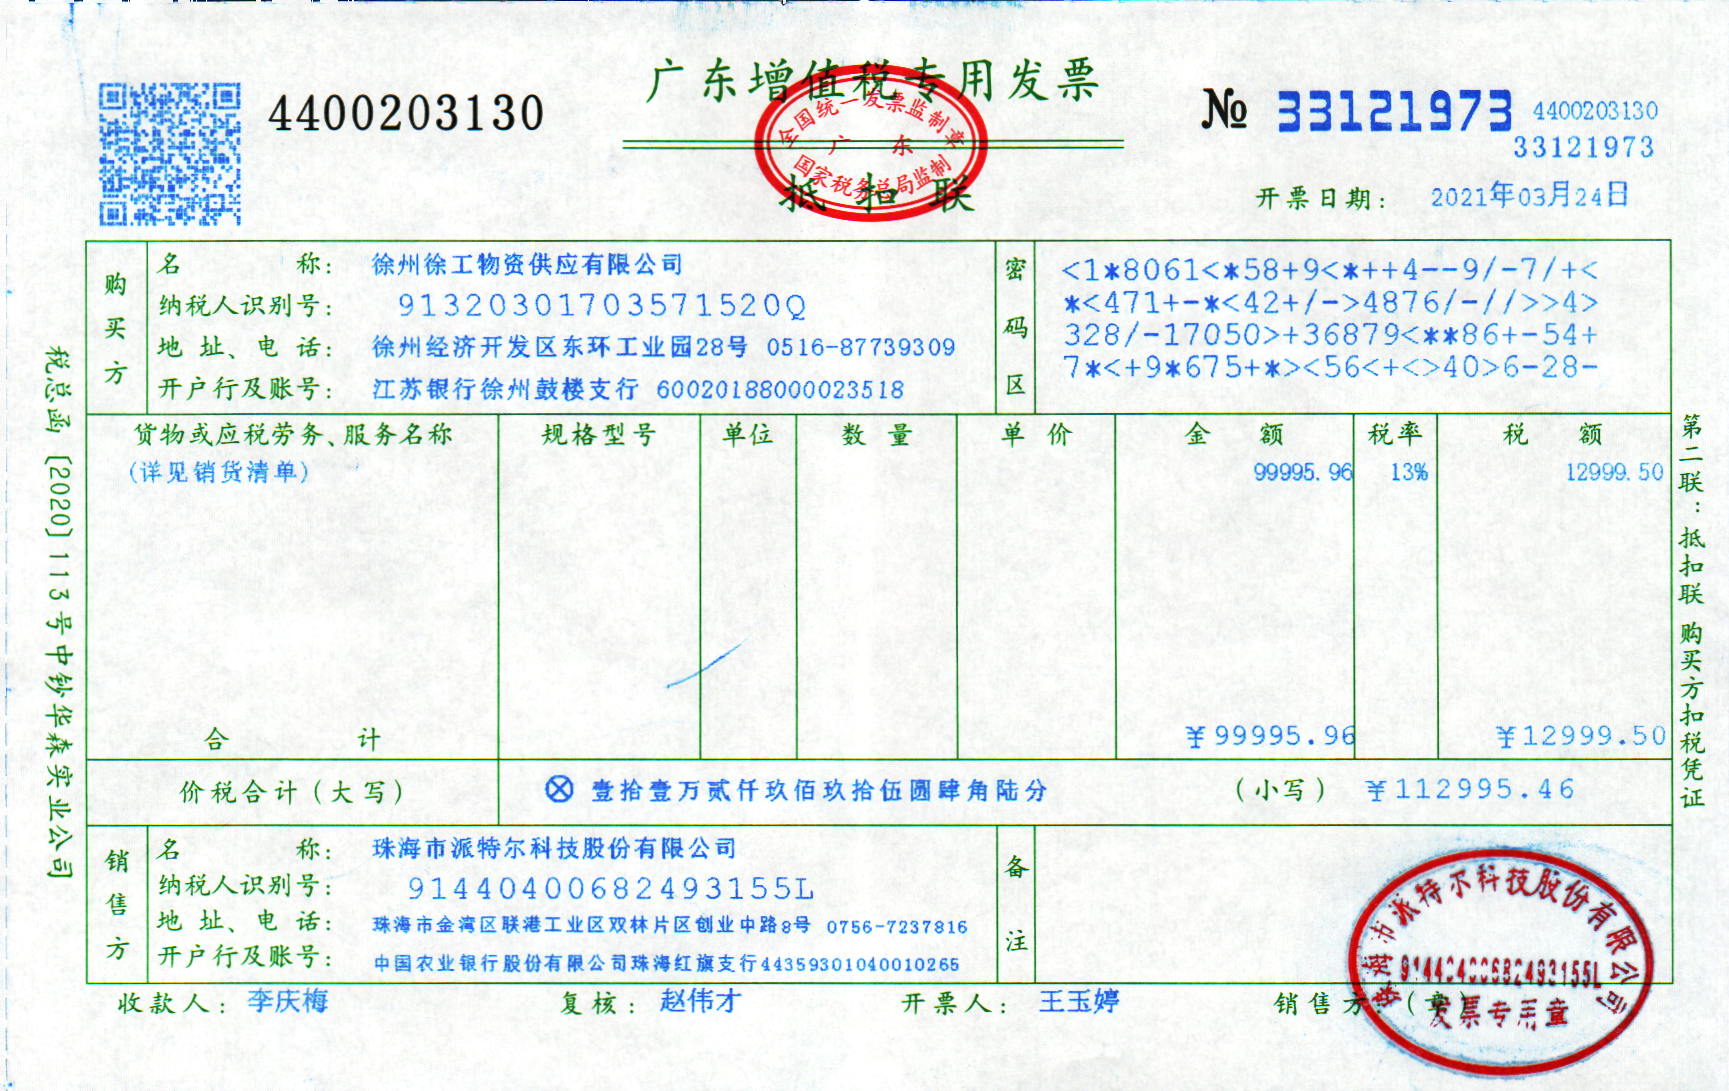 广东增值税专用发票
4400203130
№ 33121973
4400203130
33121973
全国统一发票监制章
广 东
国家税务总局监制
抵扣联
开票日期： 2021年03月24日
税总函〔2020〕113号中钞华森实业公司
购买方
名 称： 徐州徐工物资供应有限公司
纳税人识别号： 91320301703571520Q
地 址、电 话： 徐州经济开发区东环工业园28号 0516-87739309
开户行及账号： 江苏银行徐州鼓楼支行 60020188000023518
密码区
<1*8061<*58+9<*++4--9/-7/+<
*<471+-*<42+/->4876/-//>>4>
328/-17050>+36879<**86+-54+
7*<+9*675+*><56<+<>40>6-28-
货物或应税劳务、服务名称 规格型号 单位 数 量 单 价 金 额 税率 税 额
(详见销货清单) 99995.96 13% 12999.50
合 计 ￥99995.96 ￥12999.50
价税合计（大写） ⊗ 壹拾壹万贰仟玖佰玖拾伍圆肆角陆分 （小写） ￥112995.46
第二联：抵扣联 购买方扣税凭证
销售方
名 称： 珠海市派特尔科技股份有限公司
纳税人识别号： 91440400682493155L
地 址、电 话： 珠海市金湾区联港工业区双林片区创业中路8号 0756-7237816
开户行及账号： 中国农业银行股份有限公司珠海红旗支行44359301040010265
备注
珠海市派特尔科技股份有限公司
91440400682493155L
发票专用章
收款人： 李庆梅 复核： 赵伟才 开票人： 王玉婷 销售方：（章）